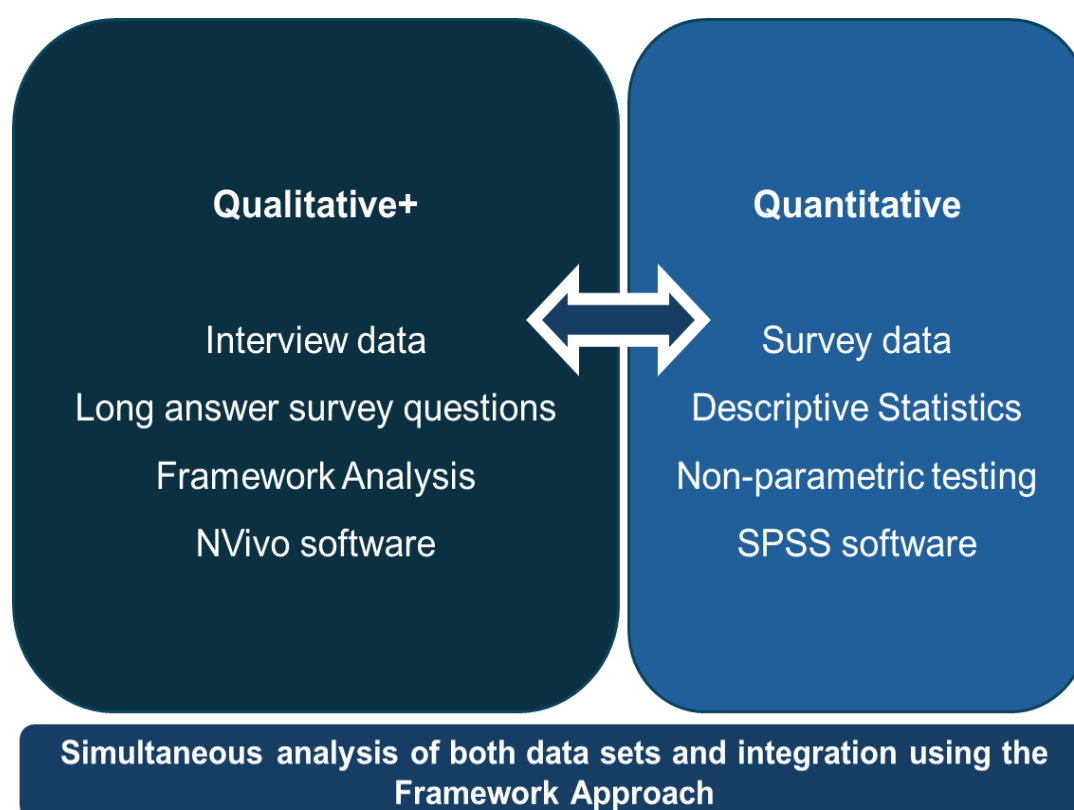 Qualitative+
Interview data
Long answer survey questions
Framework Analysis
NVivo software
Quantitative
Survey data
Descriptive Statistics
Non-parametric testing
SPSS software
Simultaneous analysis of both data sets and integration using the
Framework Approach